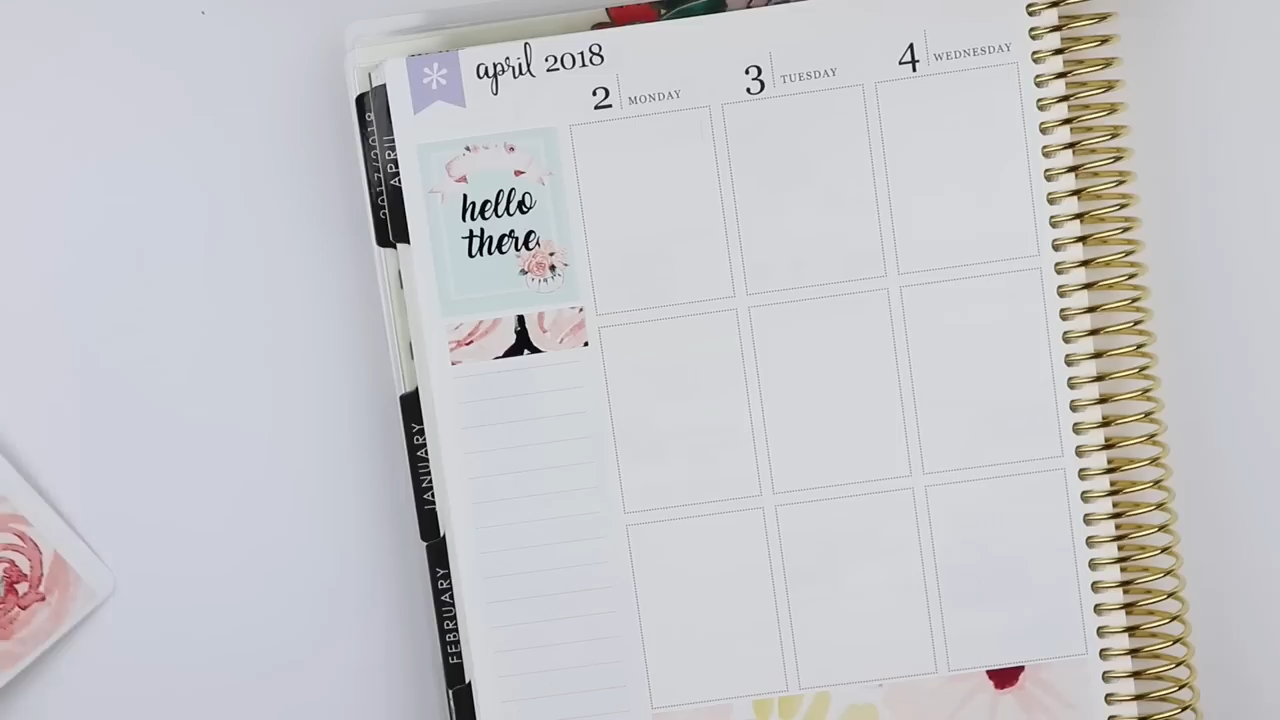 april 2018
2 MONDAY
3 TUESDAY
4 WEDNESDAY
2017/2018
APRIL
hello
there
JANUARY
FEBRUARY